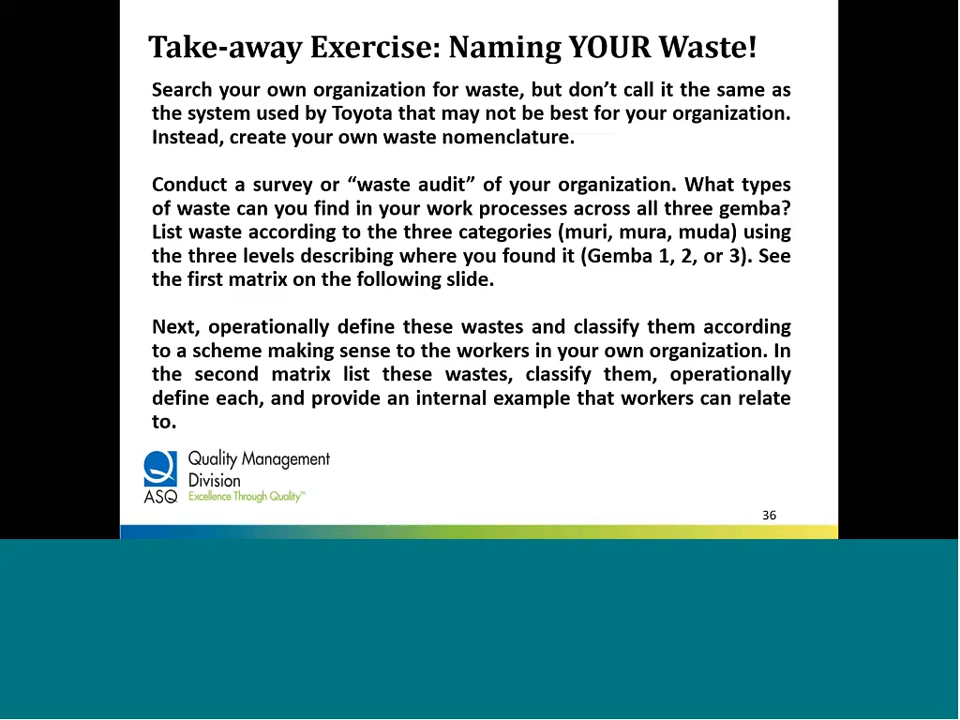 Take-away Exercise: Naming YOUR Waste!
Search your own organization for waste, but don’t call it the same as
the system used by Toyota that may not be best for your organization.
Instead, create your own waste nomenclature.
Conduct a survey or “waste audit” of your organization. What types
of waste can you find in your work processes across all three gemba?
List waste according to the three categories (muri, mura, muda) using
the three levels describing where you found it (Gemba 1, 2, or 3). See
the first matrix on the following slide.
Next, operationally define these wastes and classify them according
to a scheme making sense to the workers in your own organization. In
the second matrix list these wastes, classify them, operationally
define each, and provide an internal example that workers can relate
to.
Quality Management
Division
ASQ Excellence Through Quality™
36